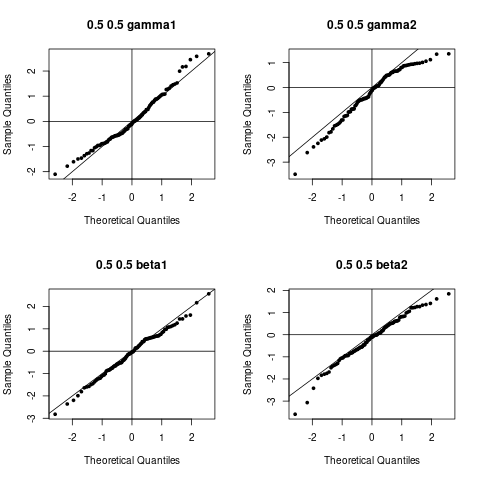 0.5 0.5 gamma1
Sample Quantiles
-2 -1 0 1 2
-2 -1 0 1 2
Theoretical Quantiles
0.5 0.5 gamma2
Sample Quantiles
-3 -2 -1 0 1
-2 -1 0 1 2
Theoretical Quantiles
0.5 0.5 beta1
Sample Quantiles
-3 -2 -1 0 1 2
-2 -1 0 1 2
Theoretical Quantiles
0.5 0.5 beta2
Sample Quantiles
-3 -2 -1 0 1 2
-2 -1 0 1 2
Theoretical Quantiles